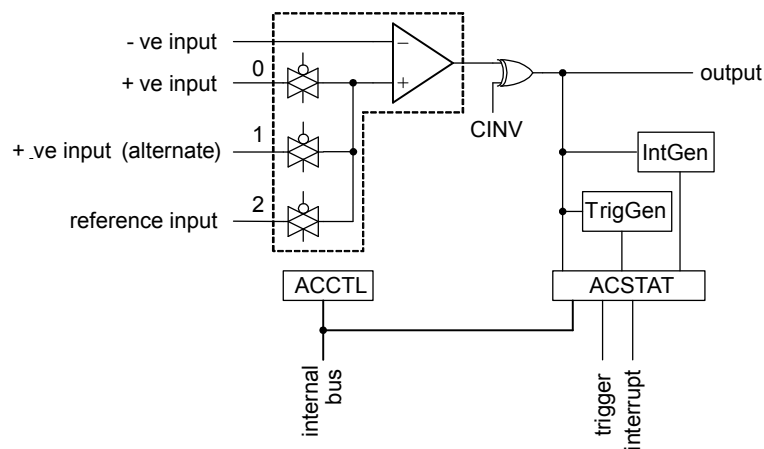 - ve input
−
0
+ ve input
+
output
CINV
1
+ ve input (alternate)
IntGen
2
reference input
TrigGen
ACCTL
ACSTAT
internal
bus
trigger
interrupt